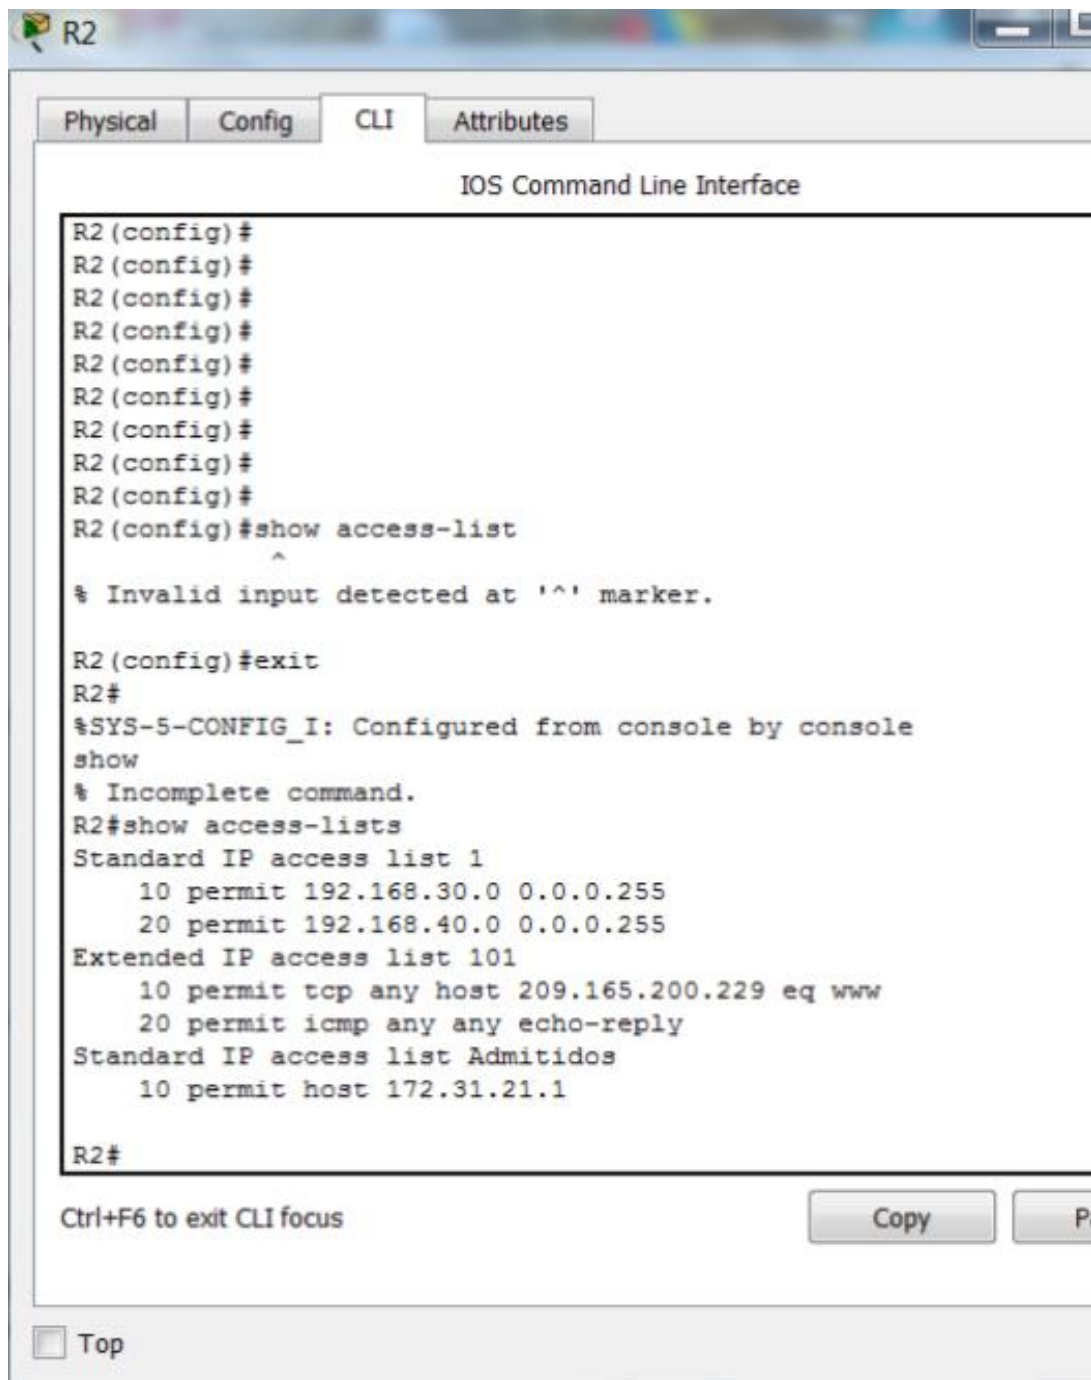 R2
Physical Config CLI Attributes
IOS Command Line Interface
R2(config)#
R2(config)#
R2(config)#
R2(config)#
R2(config)#
R2(config)#
R2(config)#
R2(config)#
R2(config)#
R2(config)#show access-list
^
% Invalid input detected at '^' marker.
R2(config)#exit
R2#
%SYS-5-CONFIG_I: Configured from console by console
show
% Incomplete command.
R2#show access-lists
Standard IP access list 1
10 permit 192.168.30.0 0.0.0.255
20 permit 192.168.40.0 0.0.0.255
Extended IP access list 101
10 permit tcp any host 209.165.200.229 eq www
20 permit icmp any any echo-reply
Standard IP access list Admitidos
10 permit host 172.31.21.1
R2#
Ctrl+F6 to exit CLI focus
Copy
Top